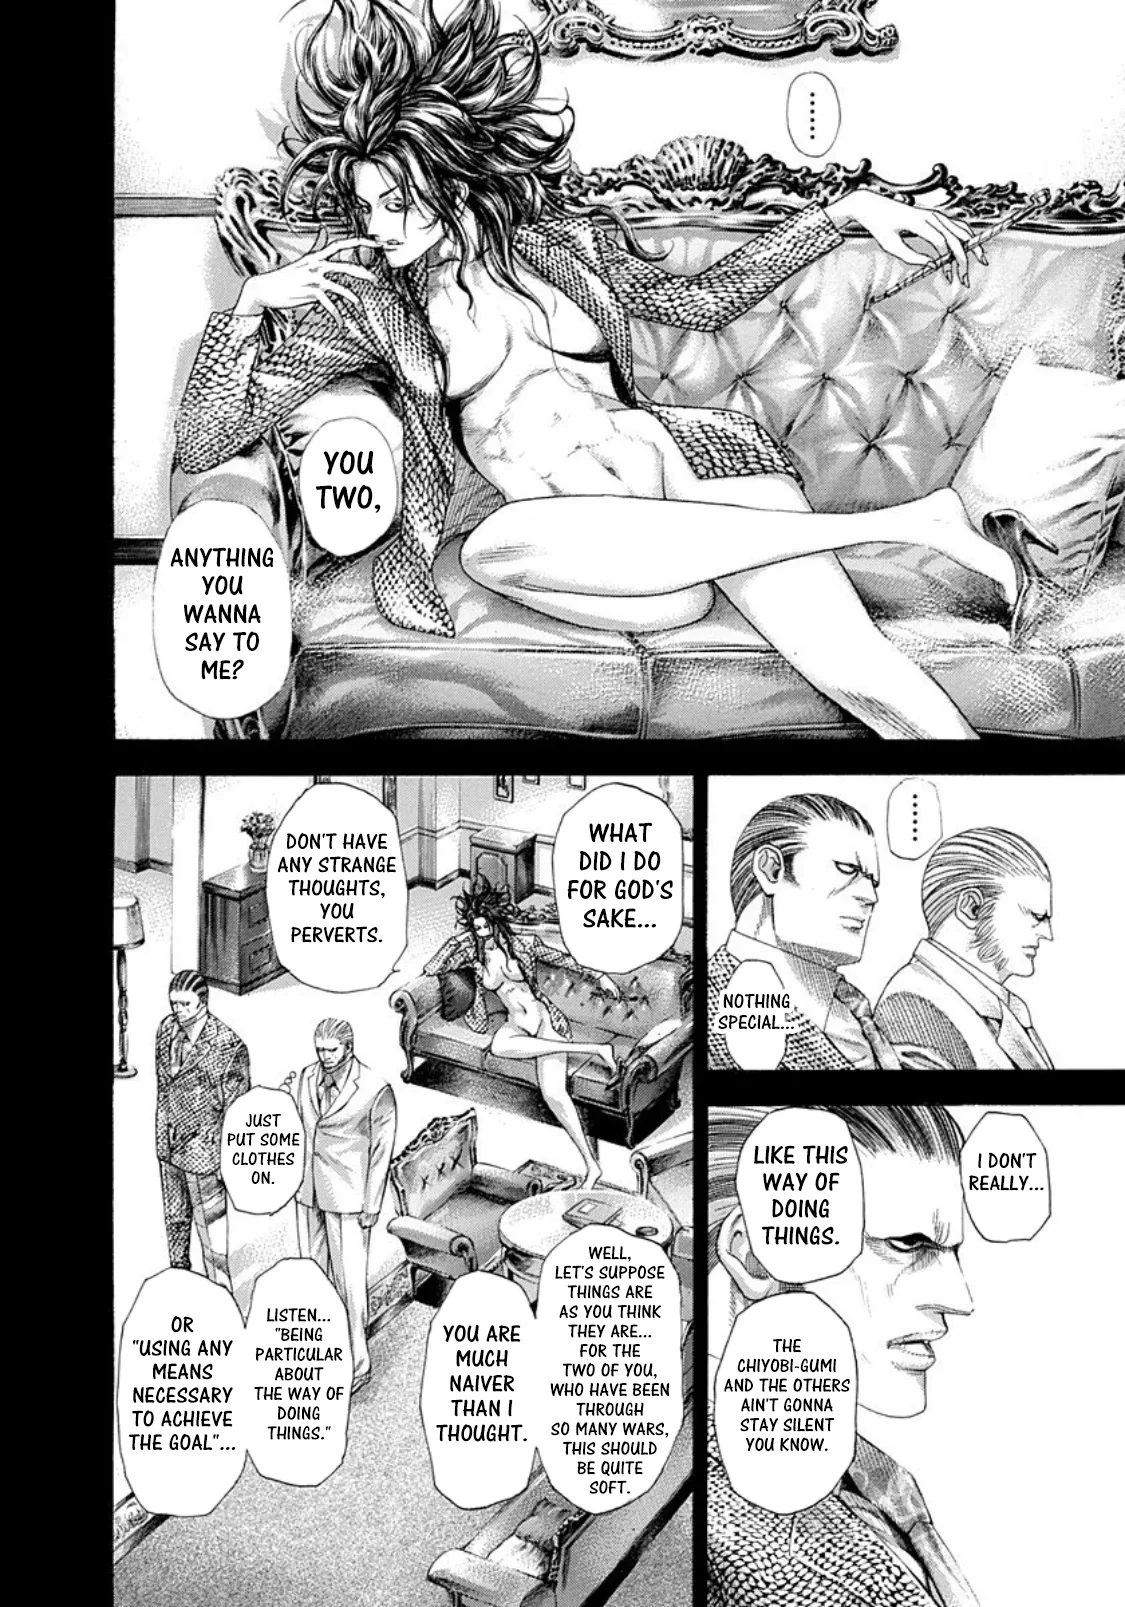 ......
YOU
TWO,
ANYTHING
YOU
WANNA
SAY TO
ME?
......
NOTHING
SPECIAL...
I DON'T
REALLY...
LIKE THIS
WAY OF
DOING
THINGS.
THE
CHIYOBI-GUMI
AND THE OTHERS
AIN'T GONNA
STAY SILENT
YOU KNOW.
WHAT
DID I DO
FOR GOD'S
SAKE...
DON'T HAVE
ANY STRANGE
THOUGHTS,
YOU
PERVERTS.
JUST
PUT SOME
CLOTHES
ON.
WELL,
LET'S SUPPOSE
THINGS ARE
AS YOU THINK
THEY ARE...
FOR THE
TWO OF YOU,
WHO HAVE BEEN
THROUGH
SO MANY WARS,
THIS SHOULD
BE QUITE
SOFT.
YOU ARE
MUCH
NAIVER
THAN I
THOUGHT.
LISTEN...
"BEING
PARTICULAR
ABOUT
THE WAY OF
DOING
THINGS."
OR
"USING ANY
MEANS
NECESSARY
TO ACHIEVE
THE GOAL"...